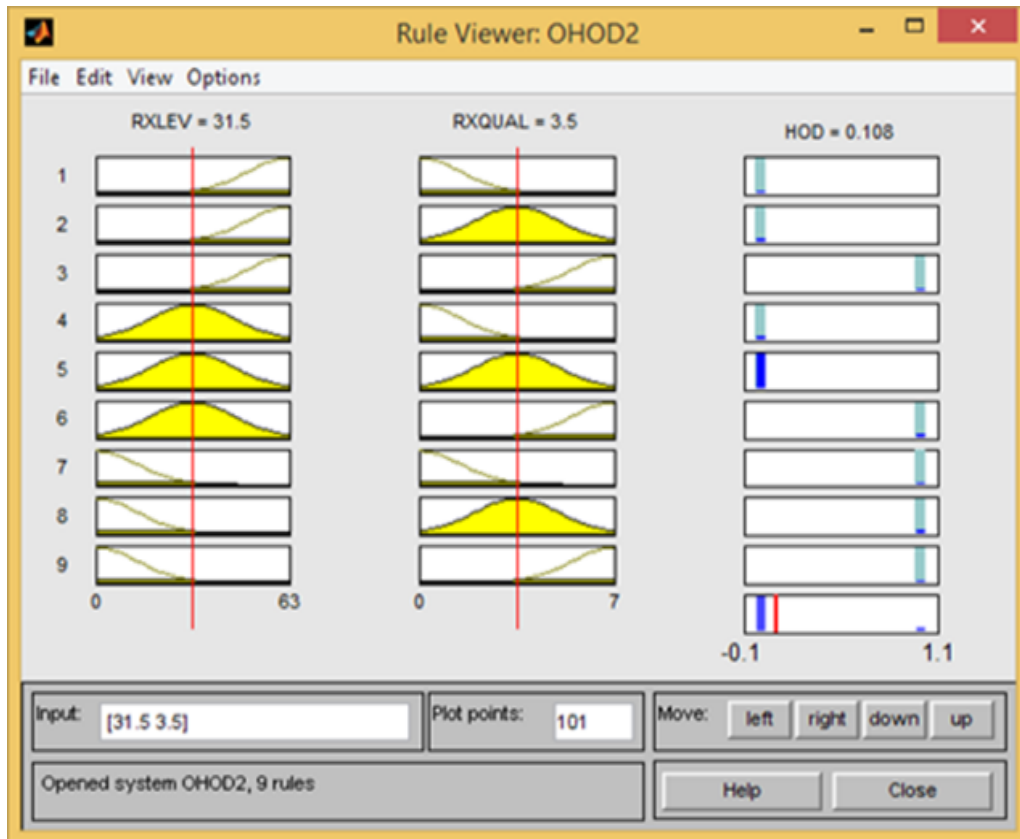 Rule Viewer: OHOD2
File Edit View Options
RXLEV = 31.5
RXQUAL = 3.5
HOD = 0.108
1
2
3
4
5
6
7
8
9
0 63
0 7
-0.1 1.1
Input: [31.5 3.5]
Plot points: 101
Move: left right down up
Opened system OHOD2, 9 rules
Help Close